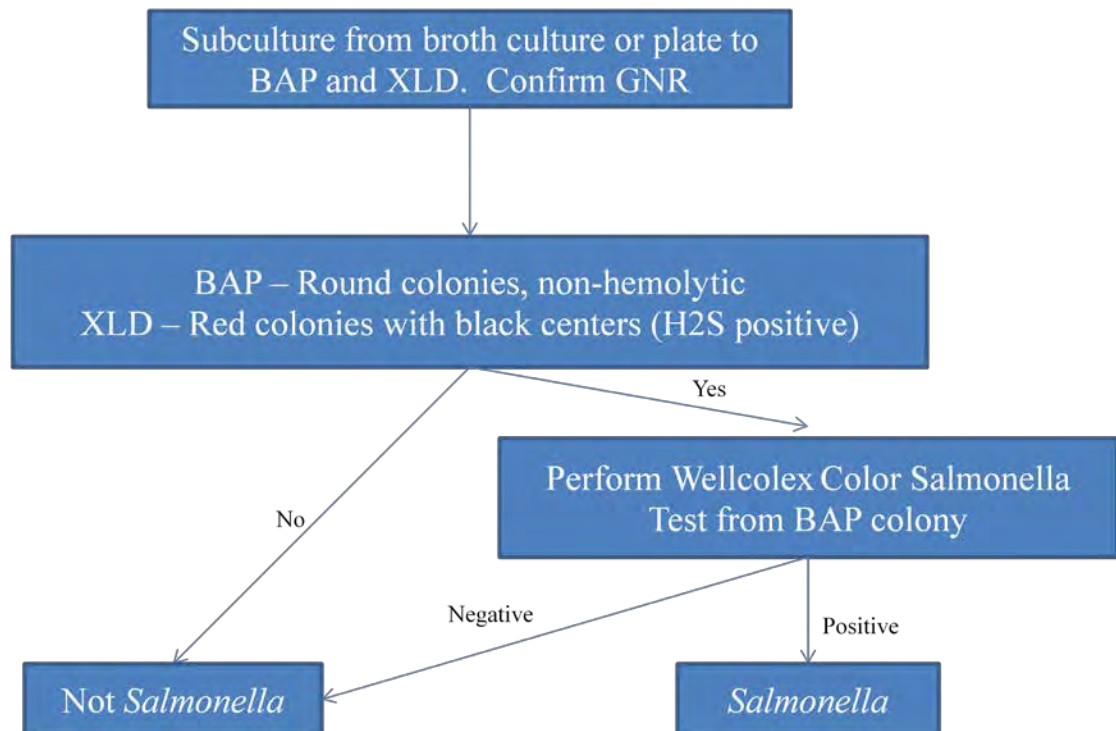 Subculture from broth culture or plate to
BAP and XLD.  Confirm GNR
BAP – Round colonies, non-hemolytic
XLD – Red colonies with black centers (H2S positive)
Yes
No
Perform Wellcolex Color Salmonella
Test from BAP colony
Negative
Positive
Not Salmonella
Salmonella